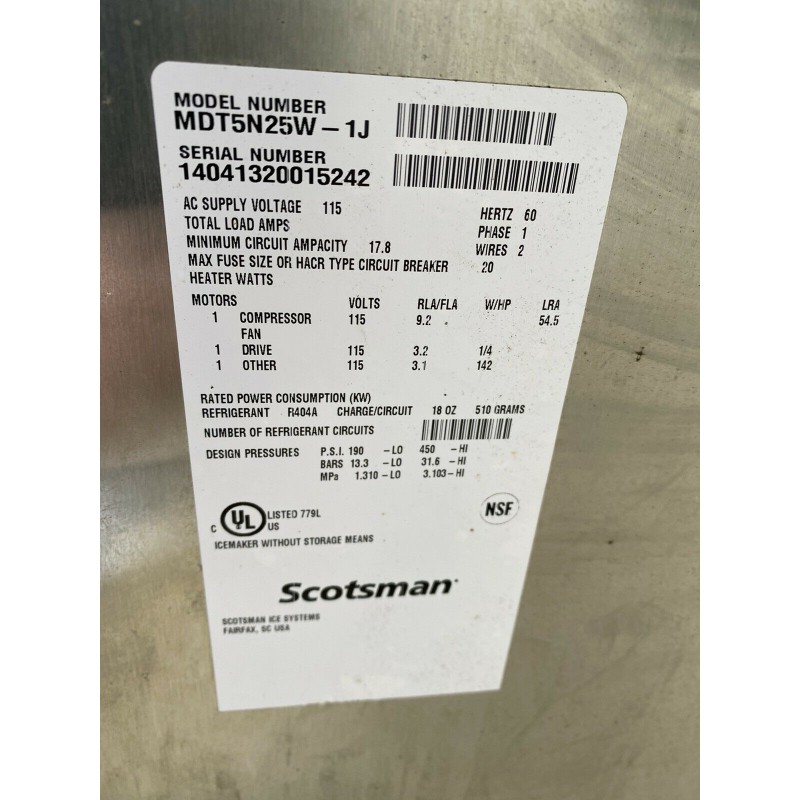 MODEL NUMBER
MDT5N25W-1J
SERIAL NUMBER
14041320015242
AC SUPPLY VOLTAGE 115 HERTZ 60
TOTAL LOAD AMPS PHASE 1
MINIMUM CIRCUIT AMPACITY 17.8 WIRES 2
MAX FUSE SIZE OR HACR TYPE CIRCUIT BREAKER 20
HEATER WATTS
MOTORS VOLTS RLA/FLA W/HP LRA
1 COMPRESSOR 115 9.2 54.5
FAN
1 DRIVE 115 3.2 1/4
1 OTHER 115 3.1 142
RATED POWER CONSUMPTION (KW)
REFRIGERANT R404A CHARGE/CIRCUIT 18 OZ 510 GRAMS
NUMBER OF REFRIGERANT CIRCUITS
DESIGN PRESSURES P.S.I. 190 -LO 450 -HI
BARS 13.3 -LO 31.6 -HI
MPa 1.310 -LO 3.103-HI
C UL US LISTED 779L
NSF
ICEMAKER WITHOUT STORAGE MEANS
Scotsman
SCOTSMAN ICE SYSTEMS
FAIRFAX, SC USA